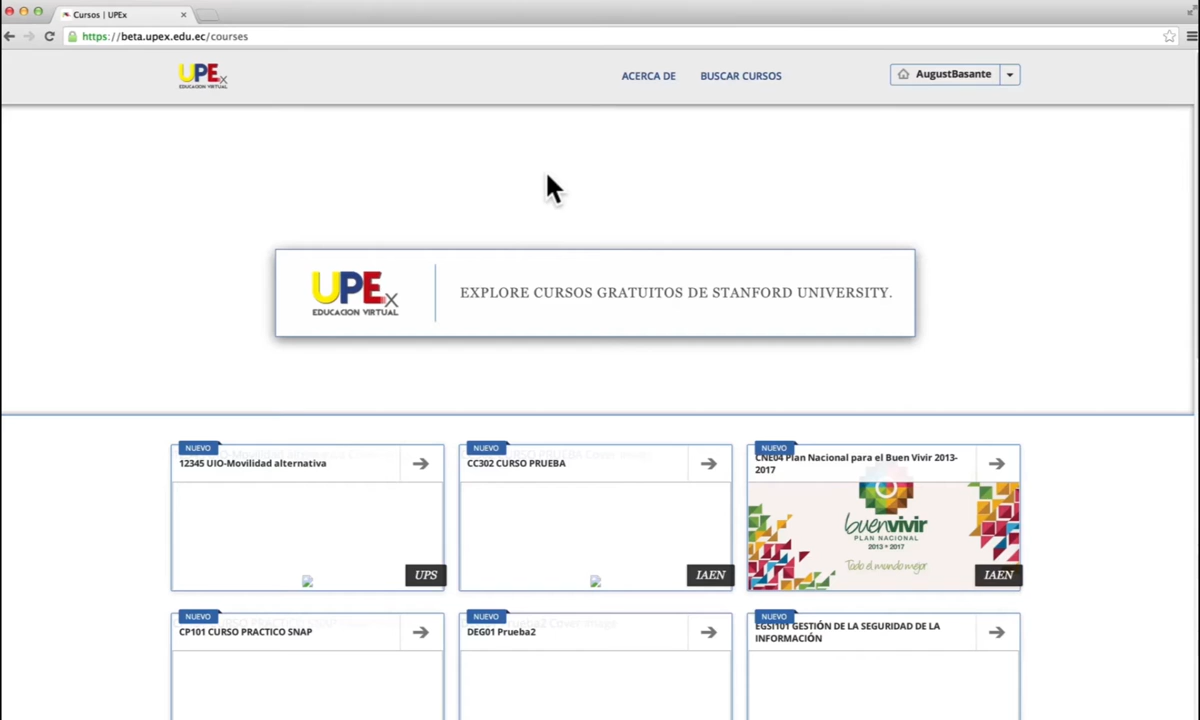 Cursos | UPEx
https://beta.upex.edu.ec/courses
UPEx
EDUCACION VIRTUAL
ACERCA DE
BUSCAR CURSOS
AugustBasante
UPEx
EDUCACION VIRTUAL
EXPLORE CURSOS GRATUITOS DE STANFORD UNIVERSITY.
NUEVO
12345 UIO-Movilidad alternativa
UPS
NUEVO
CC302 CURSO PRUEBA
IAEN
NUEVO
CNE04 Plan Nacional para el Buen Vivir 2013-
2017
buenvivir
PLAN NACIONAL
2013 • 2017
Todo el mundo mejor
IAEN
NUEVO
CP101 CURSO PRACTICO SNAP
NUEVO
DEG01 Prueba2
NUEVO
EGSI101 GESTIÓN DE LA SEGURIDAD DE LA
INFORMACIÓN